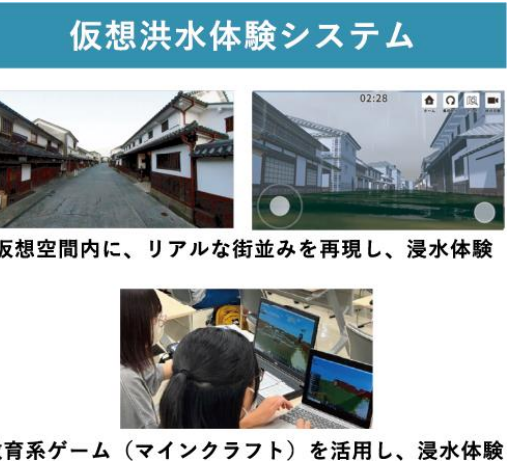 仮想洪水体験システム
02:28
仮想空間内に、リアルな街並みを再現し、浸水体験
教育系ゲーム（マインクラフト）を活用し、浸水体験